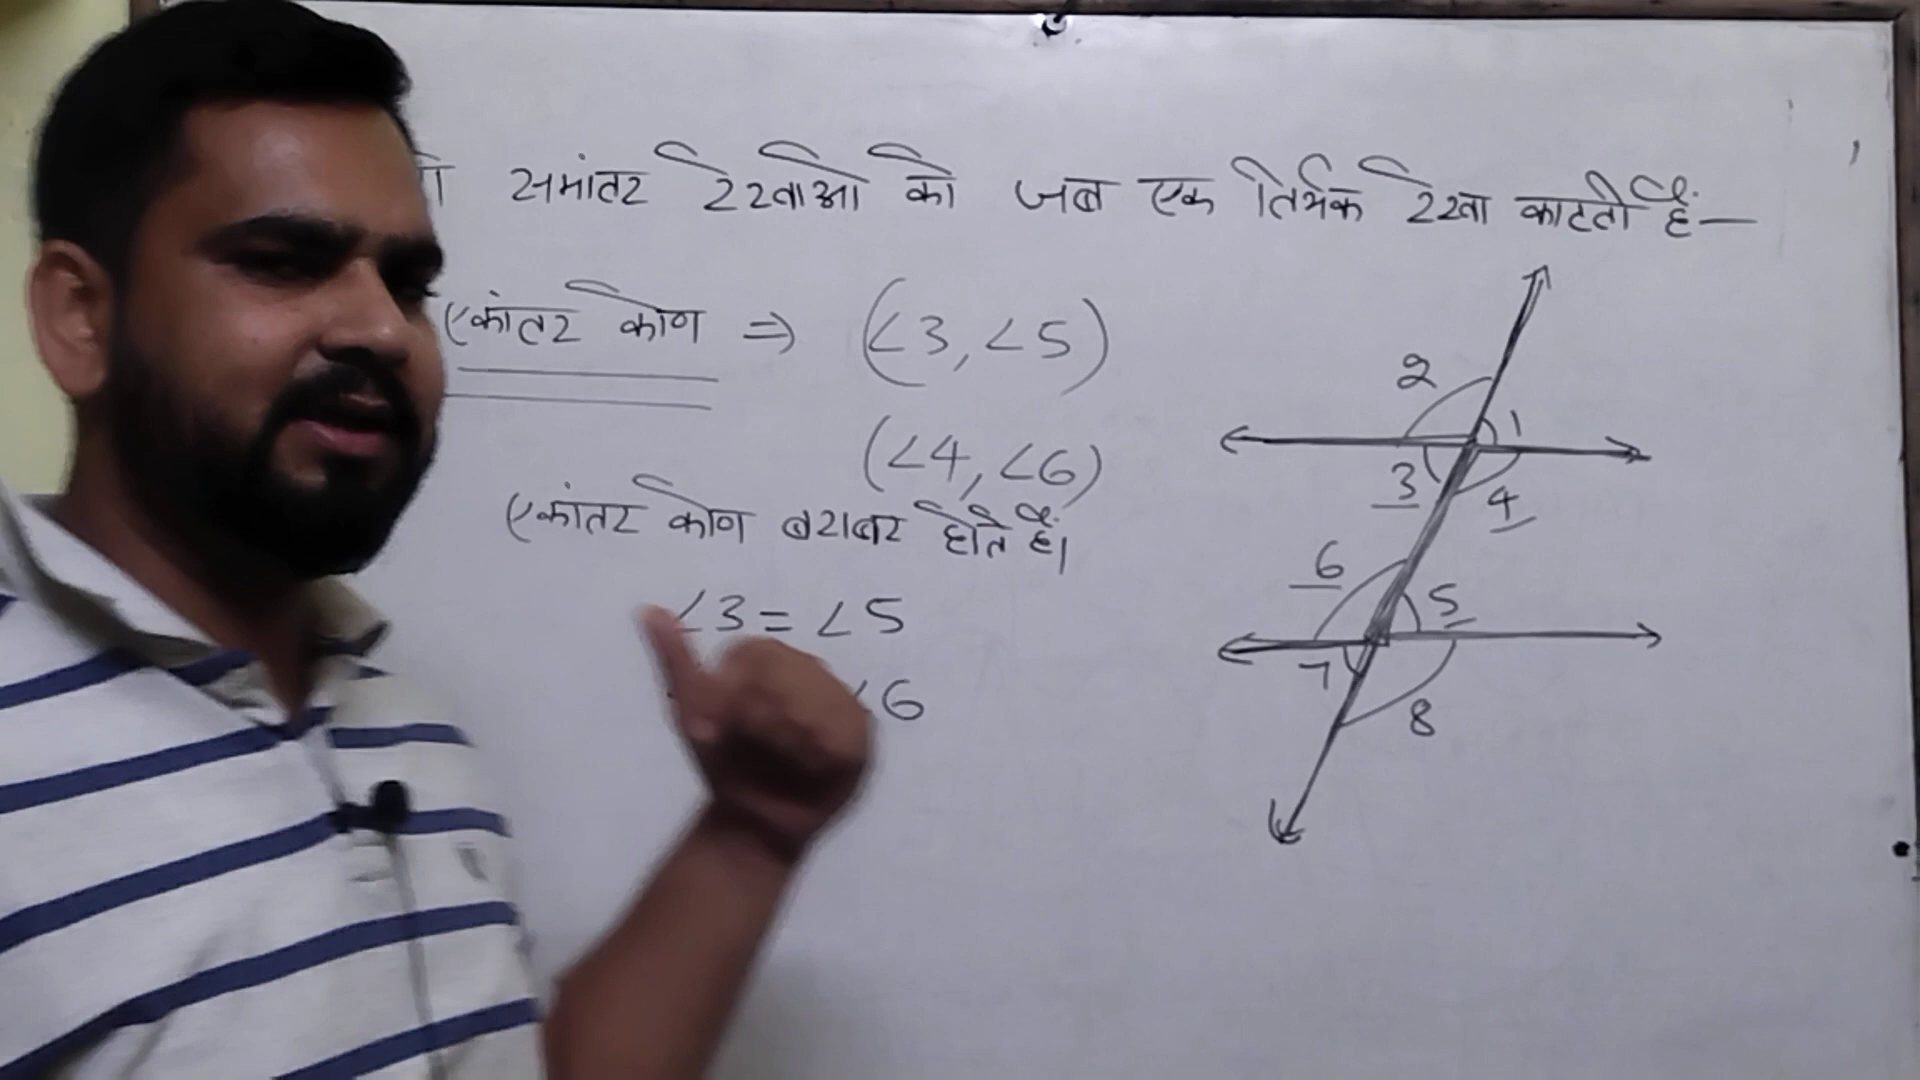 समांतर रेखाओ को जब एक तिर्यक रेखा काटती है—
एकांतर कोण ⇒ (∠3, ∠5)
(∠4, ∠6)
एकांतर कोण बराबर होते है।
∠3 = ∠5
∠6
2
1
3
4
6
5
7
8